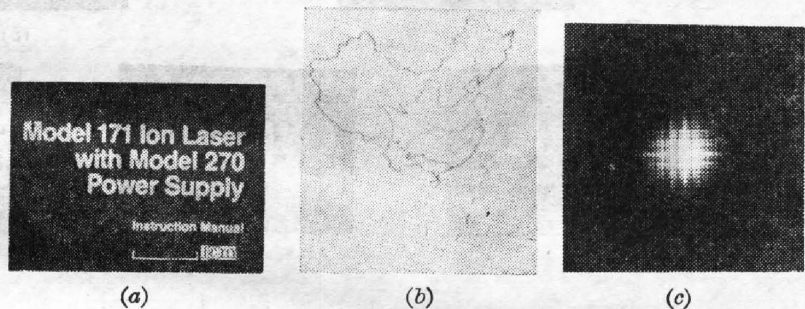 Model 171 Ion Laser
with Model 270
Power Supply
Instruction Manual
(a)
(b)
(c)